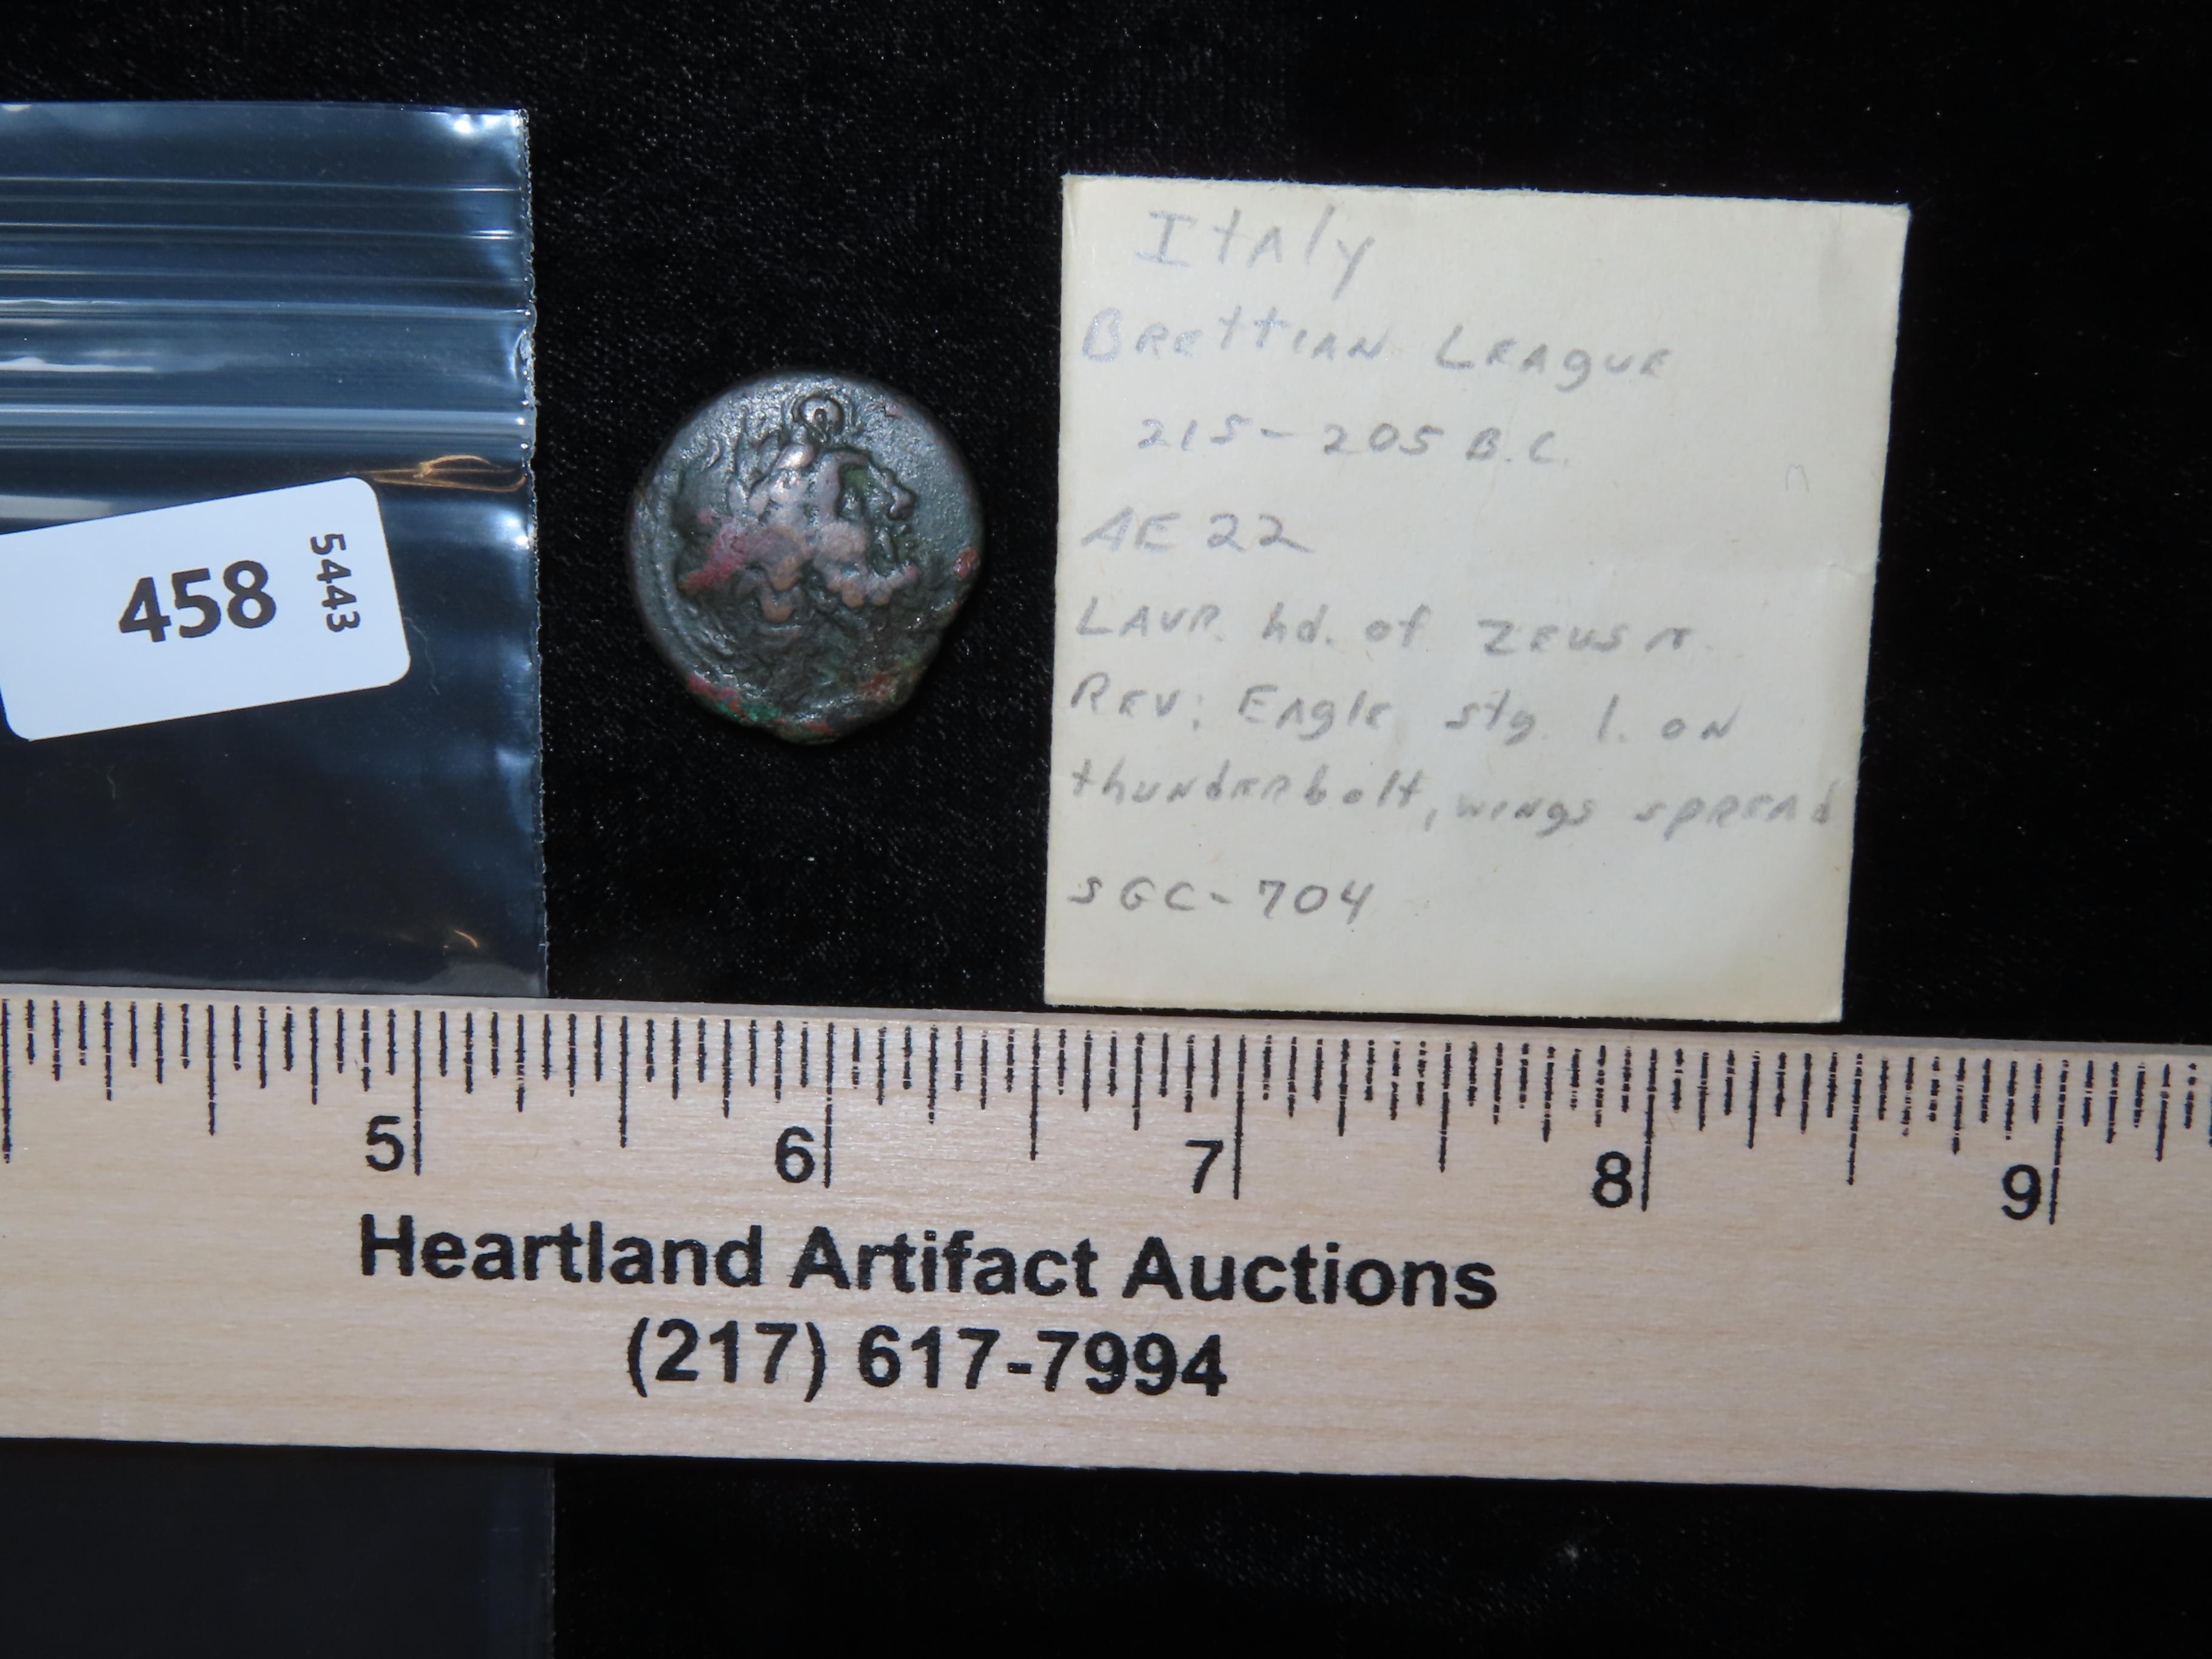 458
5443
Italy
Brettian League
215-205 B.C.
AE 22
Laur. hd. of Zeus r.
Rev: Eagle stg. l. on
thunderbolt, wings spread
SGC-704
5 6 7 8 9
Heartland Artifact Auctions
(217) 617-7994